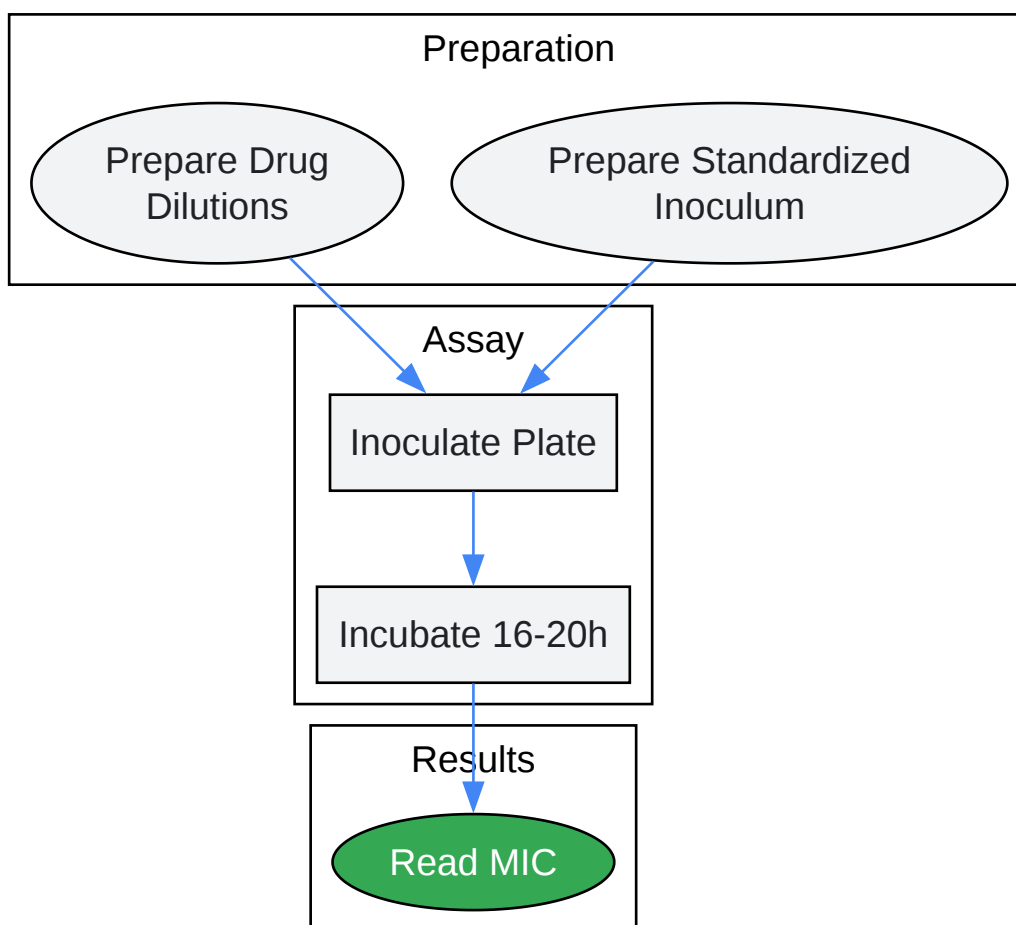 Preparation
Prepare Drug
Dilutions
Prepare Standardized
Inoculum
Assay
Inoculate Plate
Incubate 16-20h
Results
Read MIC